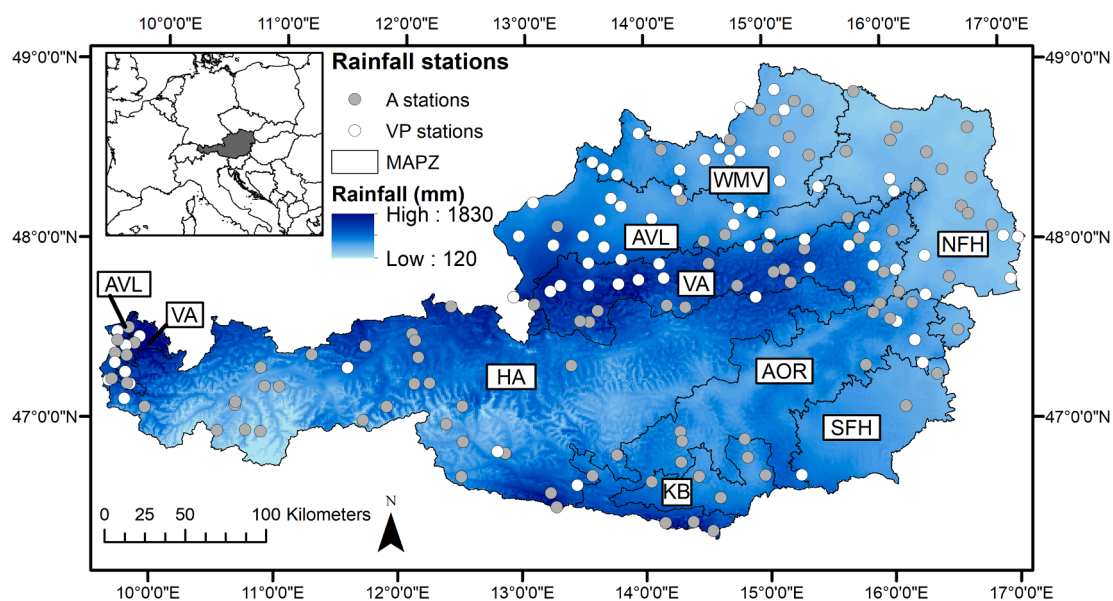 10°0'0"E 11°0'0"E 12°0'0"E 13°0'0"E 14°0'0"E 15°0'0"E 16°0'0"E 17°0'0"E
49°0'0"N 49°0'0"N
Rainfall stations
A stations
VP stations
MAPZ
Rainfall (mm)
High : 1830
Low : 120
WMV
48°0'0"N AVL NFH 48°0'0"N
AVL VA
VA
HA AOR
47°0'0"N SFH 47°0'0"N
KB
N
0 25 50 100 Kilometers
10°0'0"E 11°0'0"E 12°0'0"E 13°0'0"E 14°0'0"E 15°0'0"E 16°0'0"E 17°0'0"E